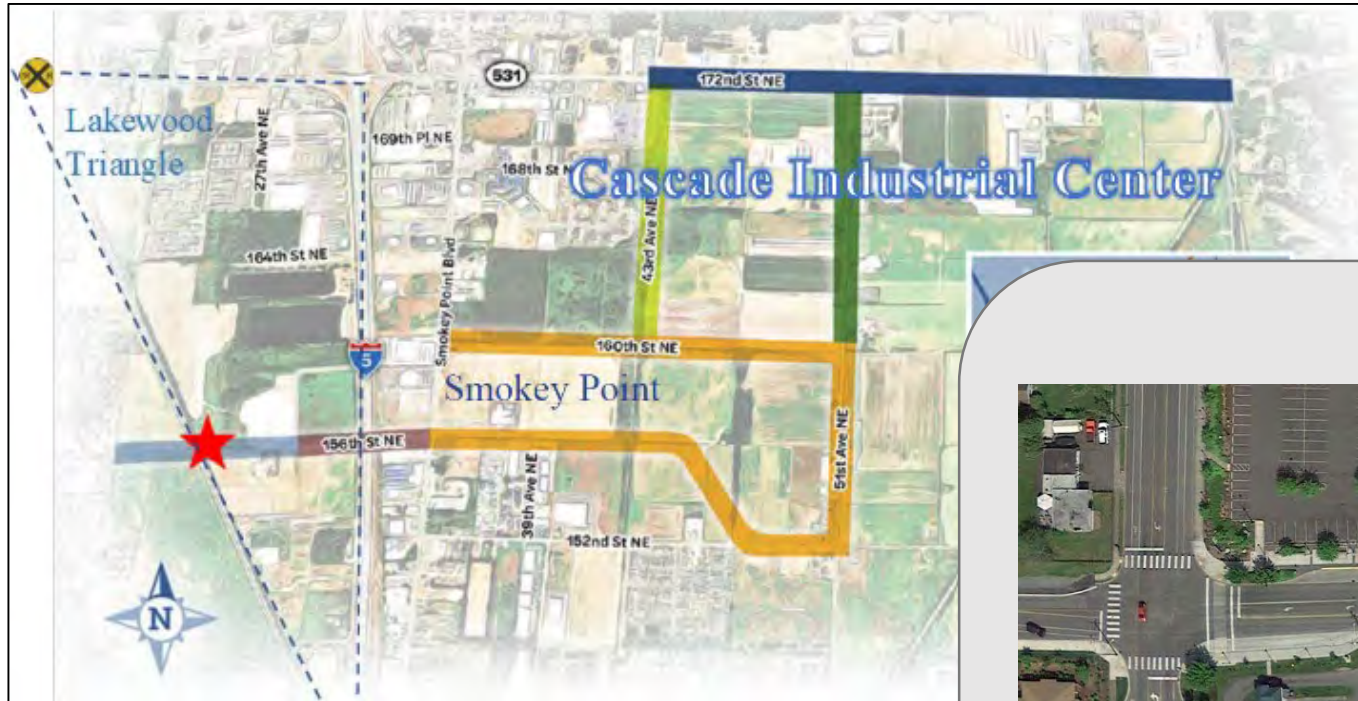 531
172nd St NE
Lakewood
Triangle
27th Ave NE
169th Pl NE
168th St N
Cascade Industrial Center
43rd Ave NE
164th St NE
Smokey Point Blvd
5
160th St NE
Smokey Point
156th St NE
39th Ave NE
51st Ave NE
152nd St NE
N